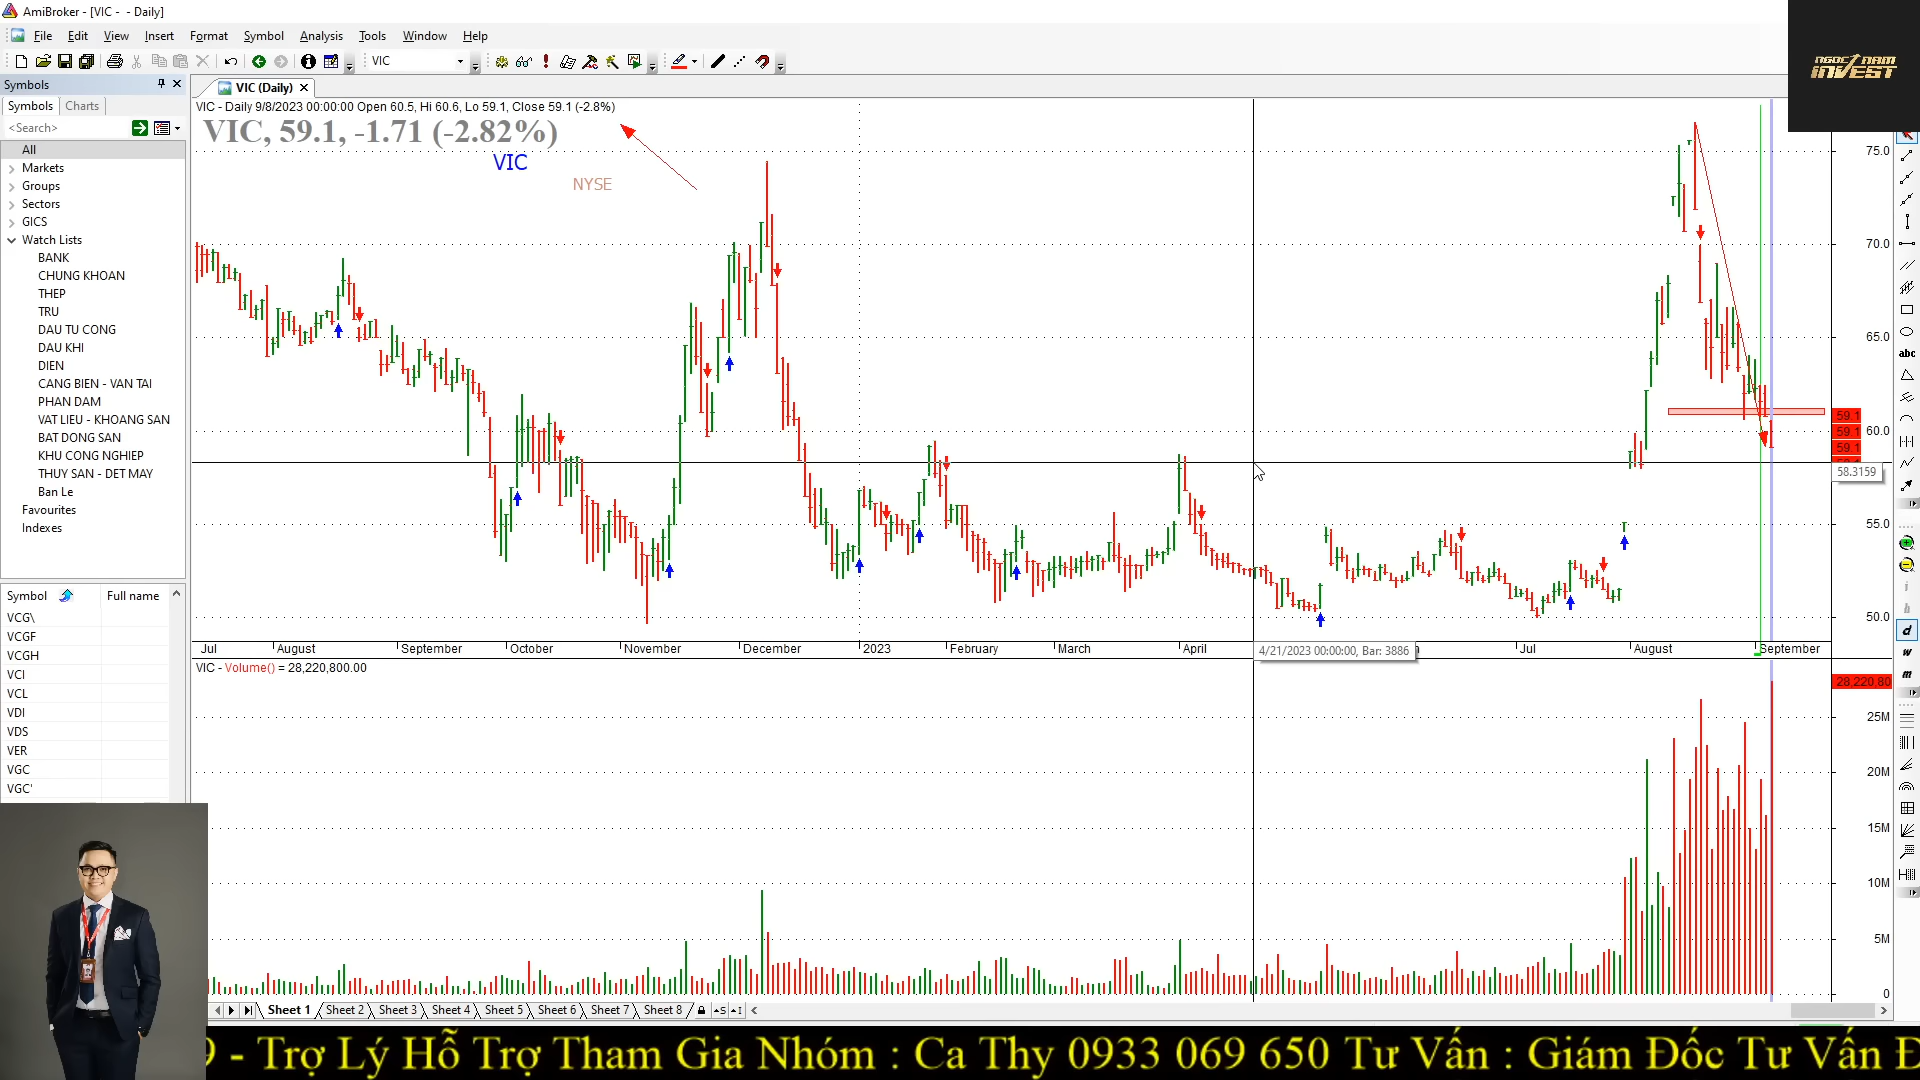 AmiBroker - [VIC -  - Daily]
File Edit View Insert Format Symbol Analysis Tools Window Help
VIC
NGOC NAM
INVEST
Symbols
VIC (Daily)
Symbols Charts
<Search>
All
Markets
Groups
Sectors
GICS
Watch Lists
BANK
CHUNG KHOAN
THEP
TRU
DAU TU CONG
DAU KHI
DIEN
CANG BIEN - VAN TAI
PHAN DAM
VAT LIEU - KHOANG SAN
BAT DONG SAN
KHU CONG NGHIEP
THUY SAN - DET MAY
Ban Le
Favourites
Indexes
Symbol Full name
VCG\
VCGF
VCGH
VCI
VCL
VDI
VDS
VER
VGC
VGC'
VIC - Daily 9/8/2023 00:00:00 Open 60.5, Hi 60.6, Lo 59.1, Close 59.1 (-2.8%)
VIC, 59.1, -1.71 (-2.82%)
VIC
NYSE
75.0
70.0
65.0
59.1
60.0
59.1
59.1
58.3159
55.0
50.0
Jul August September October November December 2023 February March April 4/21/2023 00:00:00, Bar: 3886 Jul August September
VIC - Volume() = 28,220,800.00
28,220,80
25M
20M
15M
10M
5M
0
abc
d
w
m
Sheet 1 Sheet 2 Sheet 3 Sheet 4 Sheet 5 Sheet 6 Sheet 7 Sheet 8
9 - Trợ Lý Hỗ Trợ Tham Gia Nhóm : Ca Thy 0933 069 650 Tư Vấn : Giám Đốc Tư Vấn Đ